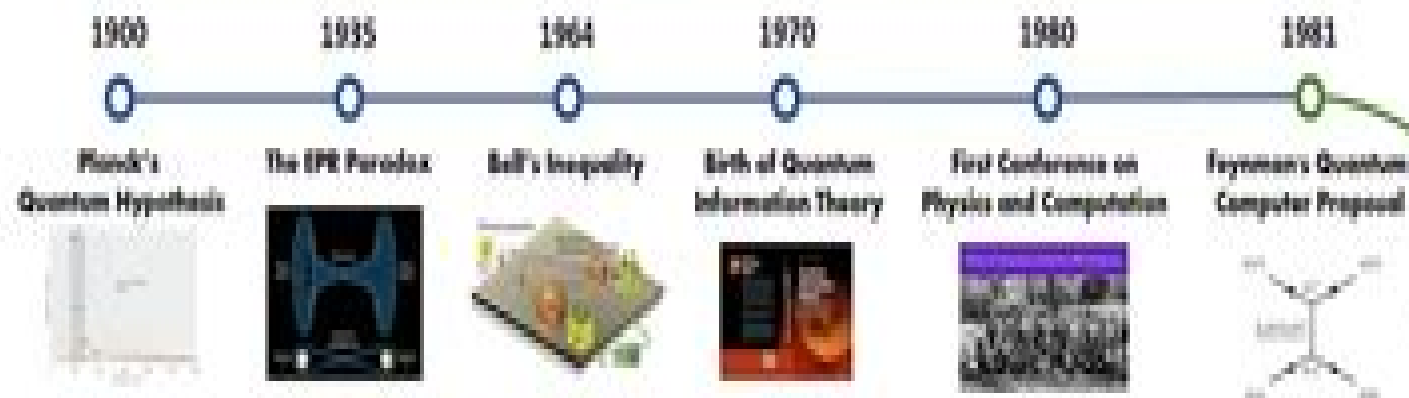 1900
1935
1964
1970
1980
1981
Planck's
Quantum Hypothesis
The EPR Paradox
Bell's Inequality
Birth of Quantum
Information Theory
First Conference on
Physics and Computation
Feynman's Quantum
Computer Proposal